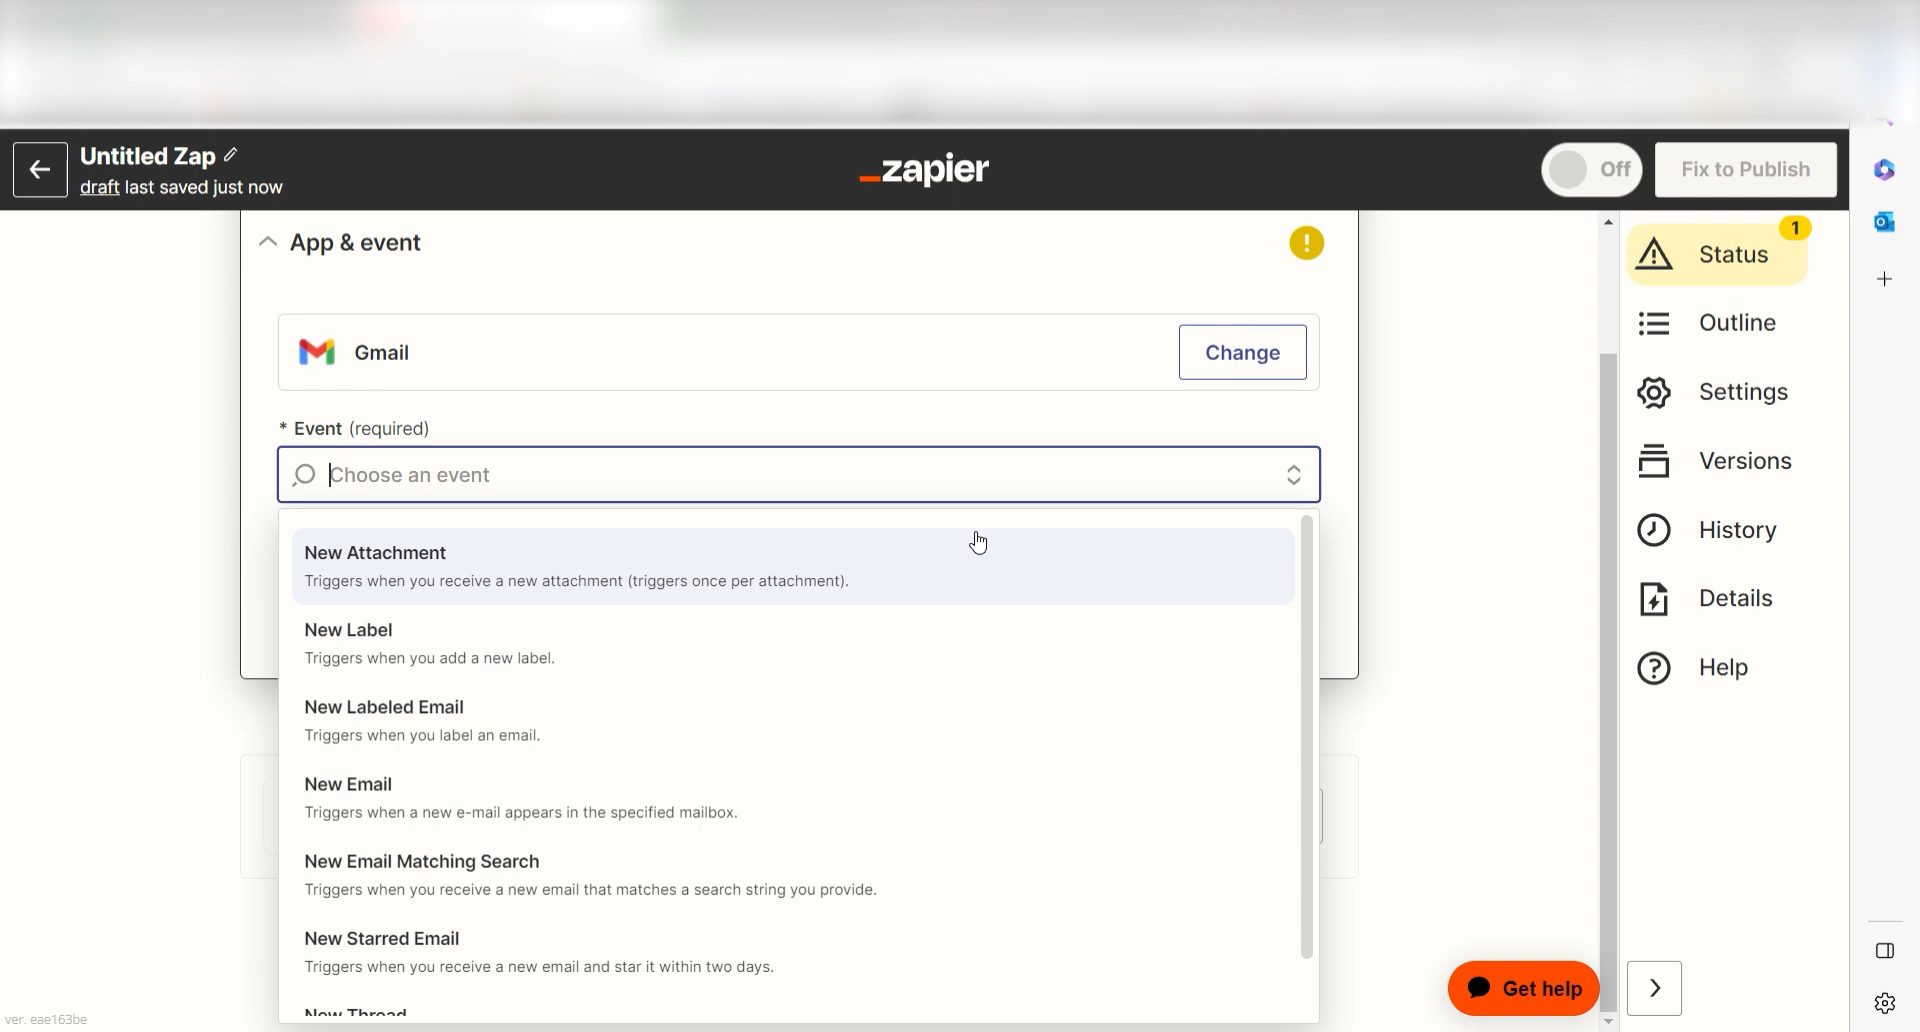 Untitled Zap
draft last saved just now
_zapier
Off
Fix to Publish
App & event
!
1
Status
Outline
Settings
Versions
History
Details
Help
Gmail
Change
* Event (required)
Choose an event
New Attachment
Triggers when you receive a new attachment (triggers once per attachment).
New Label
Triggers when you add a new label.
New Labeled Email
Triggers when you label an email.
New Email
Triggers when a new e-mail appears in the specified mailbox.
New Email Matching Search
Triggers when you receive a new email that matches a search string you provide.
New Starred Email
Triggers when you receive a new email and star it within two days.
New Thread
Get help
ver. eae163be